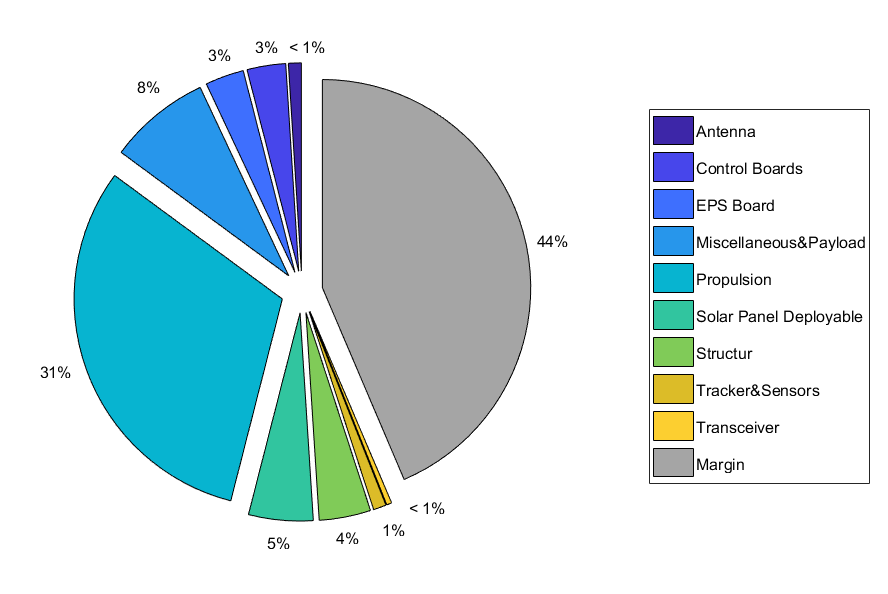 3%
3%
< 1%
8%
44%
31%
< 1%
1%
4%
5%
Antenna
Control Boards
EPS Board
Miscellaneous&Payload
Propulsion
Solar Panel Deployable
Structur
Tracker&Sensors
Transceiver
Margin